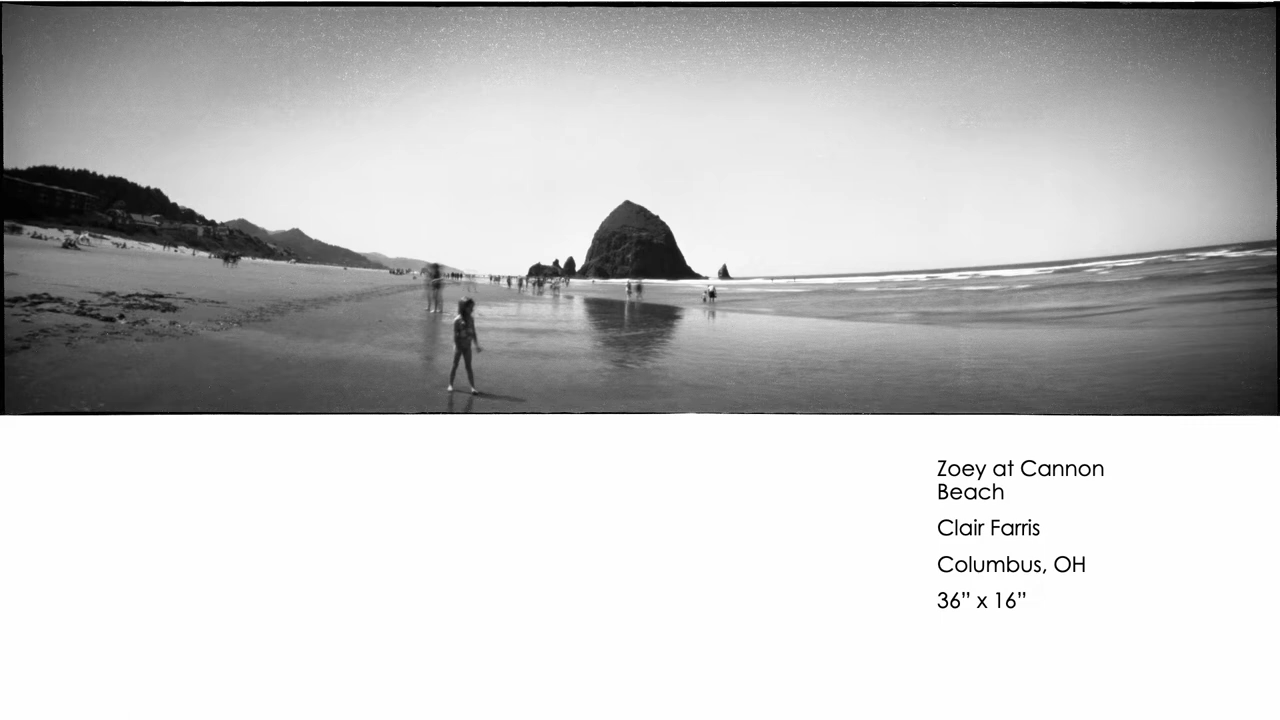 Zoey at Cannon
Beach
Clair Farris
Columbus, OH
36” x 16”